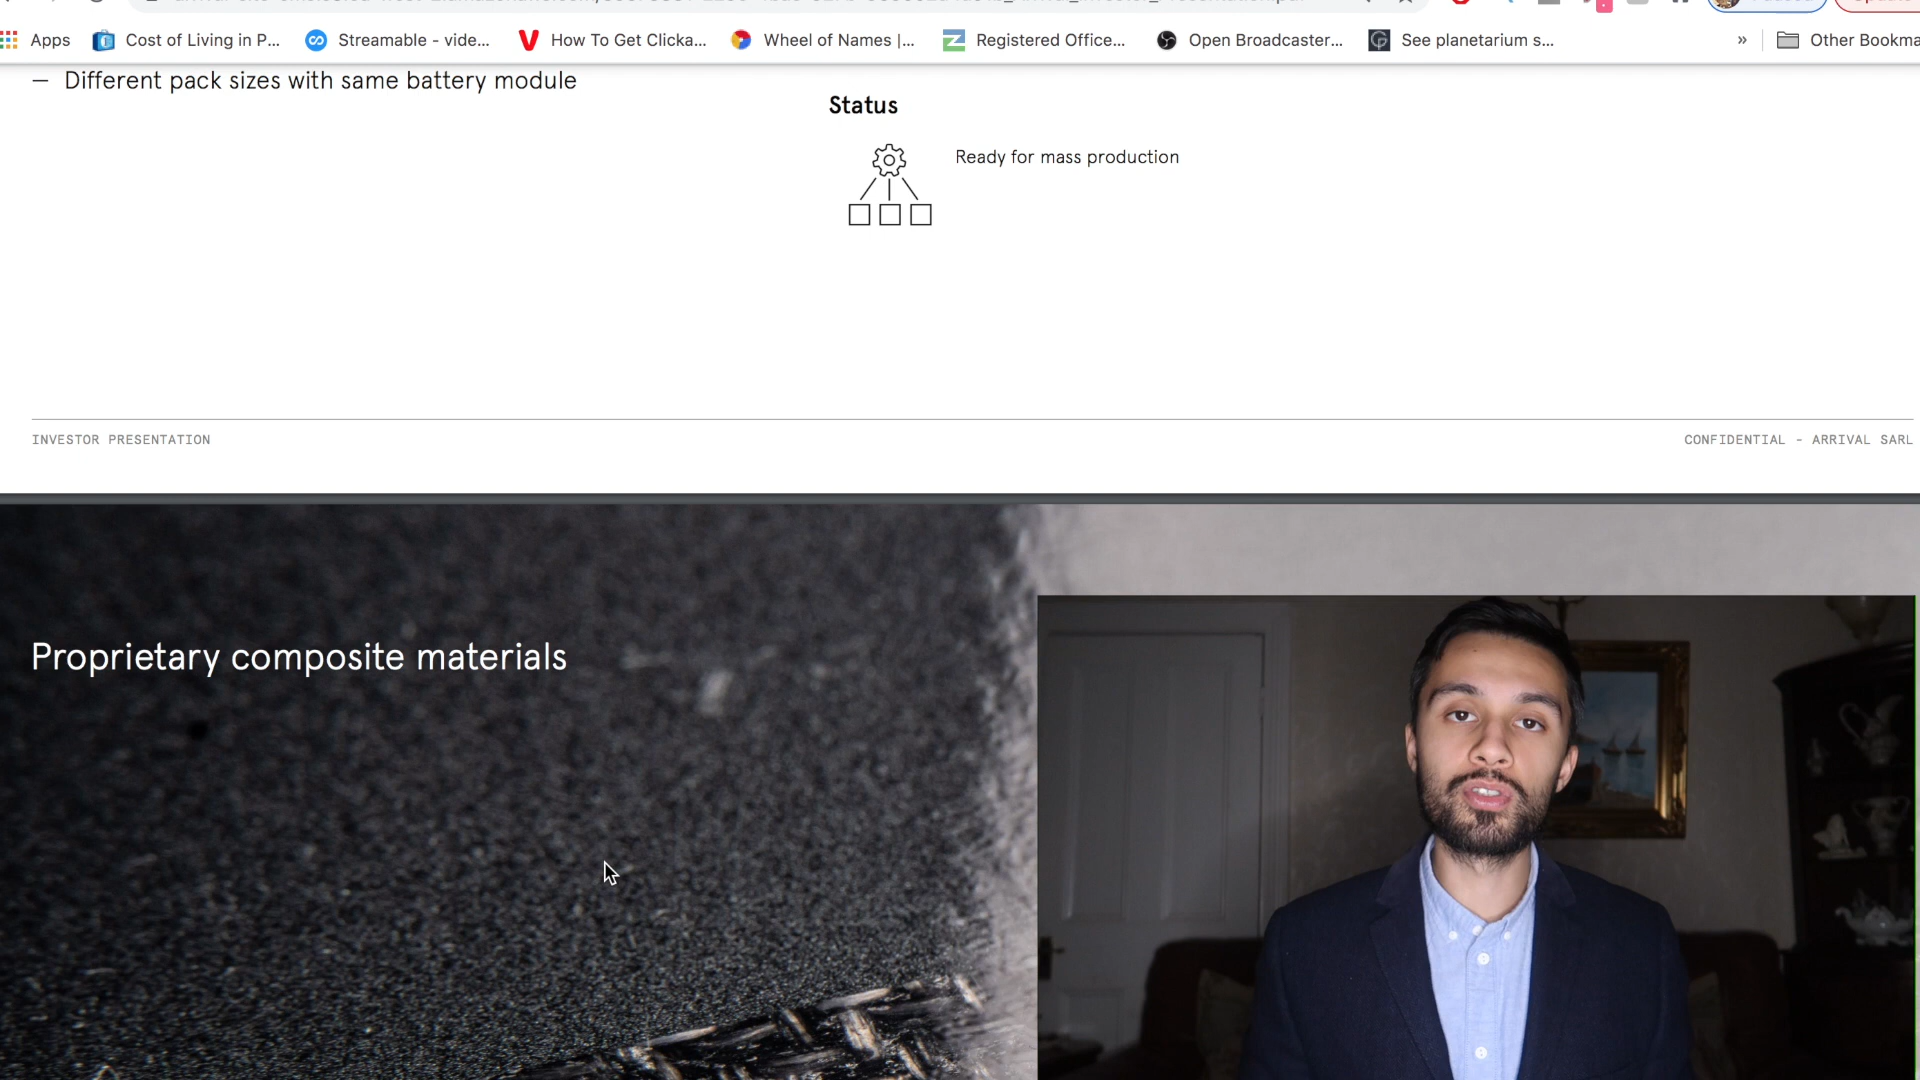 Apps Cost of Living in P... Streamable - vide... How To Get Clicka... Wheel of Names |... Registered Office... Open Broadcaster... See planetarium s... » Other Bookma
– Different pack sizes with same battery module
Status
Ready for mass production
INVESTOR PRESENTATION CONFIDENTIAL - ARRIVAL SARL
Proprietary composite materials